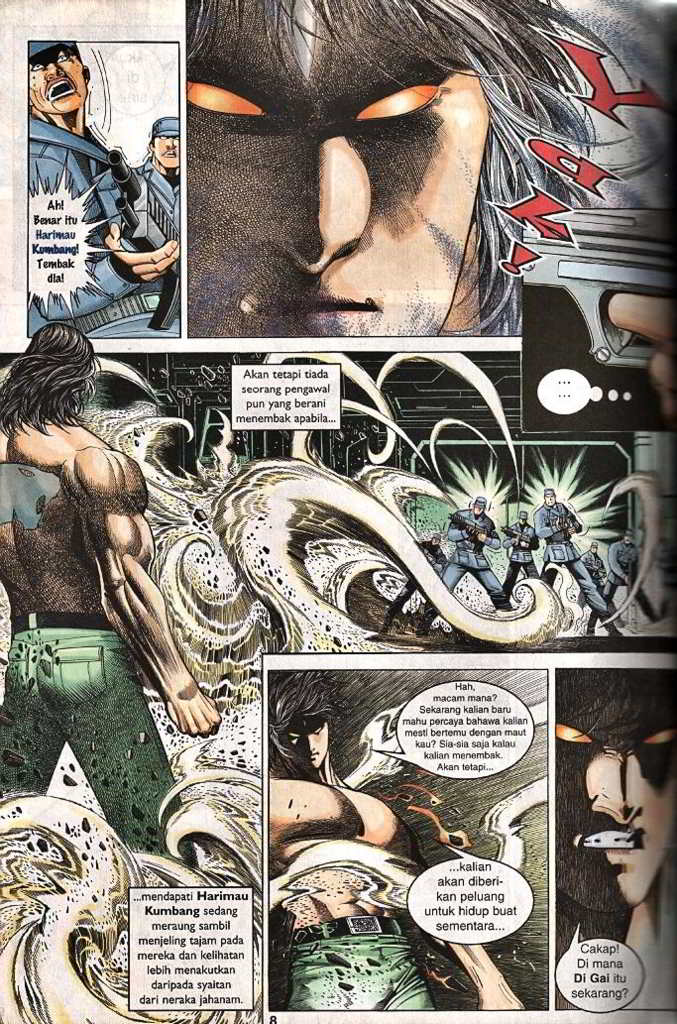 Ah!
Benar itu
Harimau
Kumbang!
Tembak
dia!
...
...
Akan tetapi tiada
seorang pengawal
pun yang berani
menembak apabila...
...mendapati Harimau
Kumbang sedang
meraung sambil
menjeling tajam pada
mereka dan kelihatan
lebih menakutkan
daripada syaitan
dari neraka jahanam.
Hah,
macam mana?
Sekarang kalian baru
mahu percaya bahawa kalian
mesti bertemu dengan maut
kau? Sia-sia saja kalau
kalian menembak.
Akan tetapi...
...kalian
akan diberi-
kan peluang
untuk hidup buat
sementara...
Cakap!
Di mana
Di Gai itu
sekarang?
8